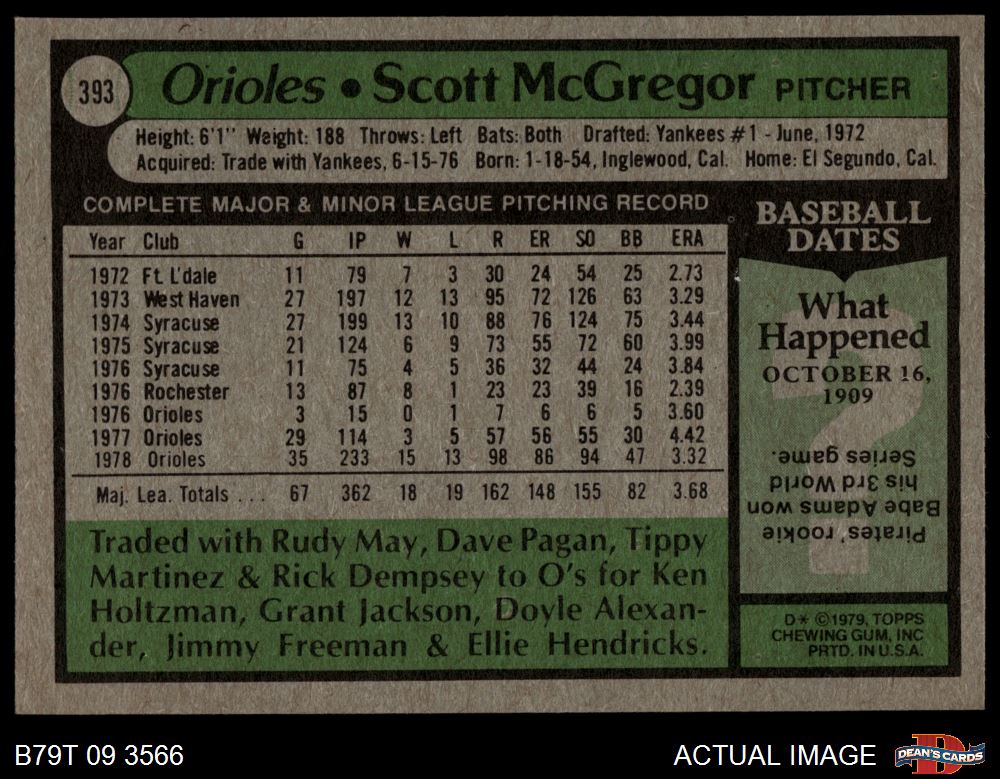 393
Orioles • Scott McGregor PITCHER
Height: 6'1" Weight: 188 Throws: Left Bats: Both Drafted: Yankees #1 - June, 1972
Acquired: Trade with Yankees, 6-15-76 Born: 1-18-54, Inglewood, Cal. Home: El Segundo, Cal.
COMPLETE MAJOR & MINOR LEAGUE PITCHING RECORD
Year Club G IP W L R ER SO BB ERA
1972 Ft. L'dale 11 79 7 3 30 24 54 25 2.73
1973 West Haven 27 197 12 13 95 72 126 63 3.29
1974 Syracuse 27 199 13 10 88 76 124 75 3.44
1975 Syracuse 21 124 6 9 73 55 72 60 3.99
1976 Syracuse 11 75 4 5 36 32 44 24 3.84
1976 Rochester 13 87 8 1 23 23 39 16 2.39
1976 Orioles 3 15 0 1 7 6 6 5 3.60
1977 Orioles 29 114 3 5 57 56 55 30 4.42
1978 Orioles 35 233 15 13 98 86 94 47 3.32
Maj. Lea. Totals . . . 67 362 18 19 162 148 155 82 3.68
Traded with Rudy May, Dave Pagan, Tippy
Martinez & Rick Dempsey to O's for Ken
Holtzman, Grant Jackson, Doyle Alexan-
der, Jimmy Freeman & Ellie Hendricks.
BASEBALL
DATES
What
Happened
OCTOBER 16,
1909
?
Pirates' rookie
Babe Adams won
his 3rd World
Series game.
D* ©1979, TOPPS
CHEWING GUM, INC
PRTD. IN U.S.A.
B79T 09 3566
ACTUAL IMAGE
D
DEAN'S CARDS